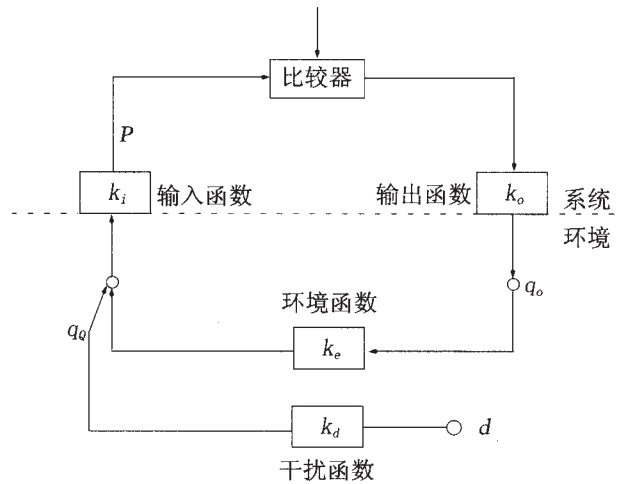 比较器
P
k_i 输入函数
输出函数 k_o 系统
环境
q_o
环境函数
q_Q
k_e
k_d d
干扰函数